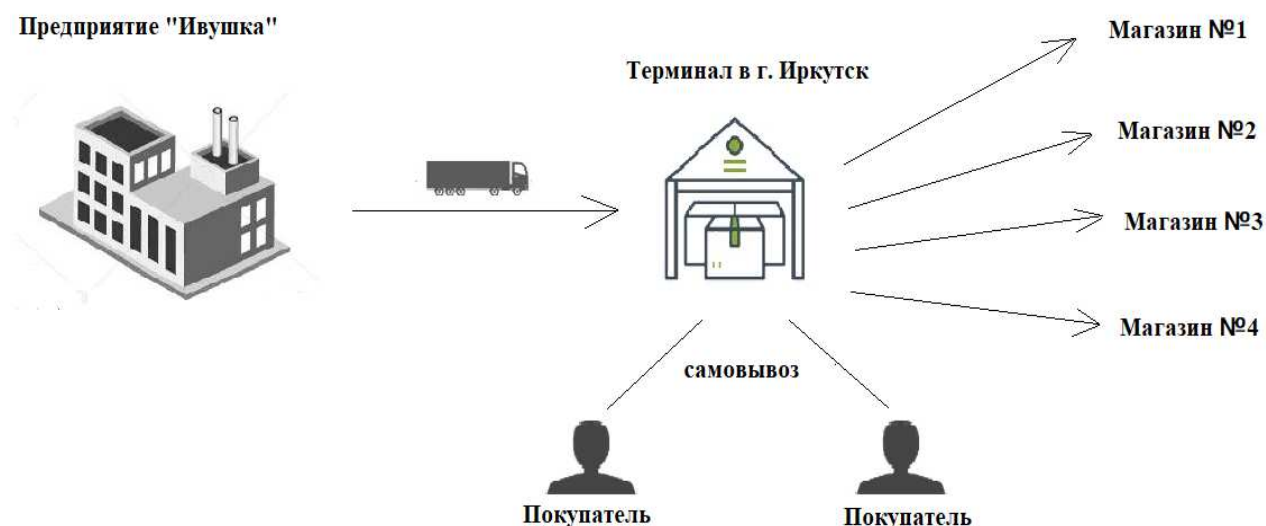 Предприятие "Ивушка"
Терминал в г. Иркутск
Магазин №1
Магазин №2
Магазин №3
Магазин №4
самовывоз
Покупатель
Покупатель